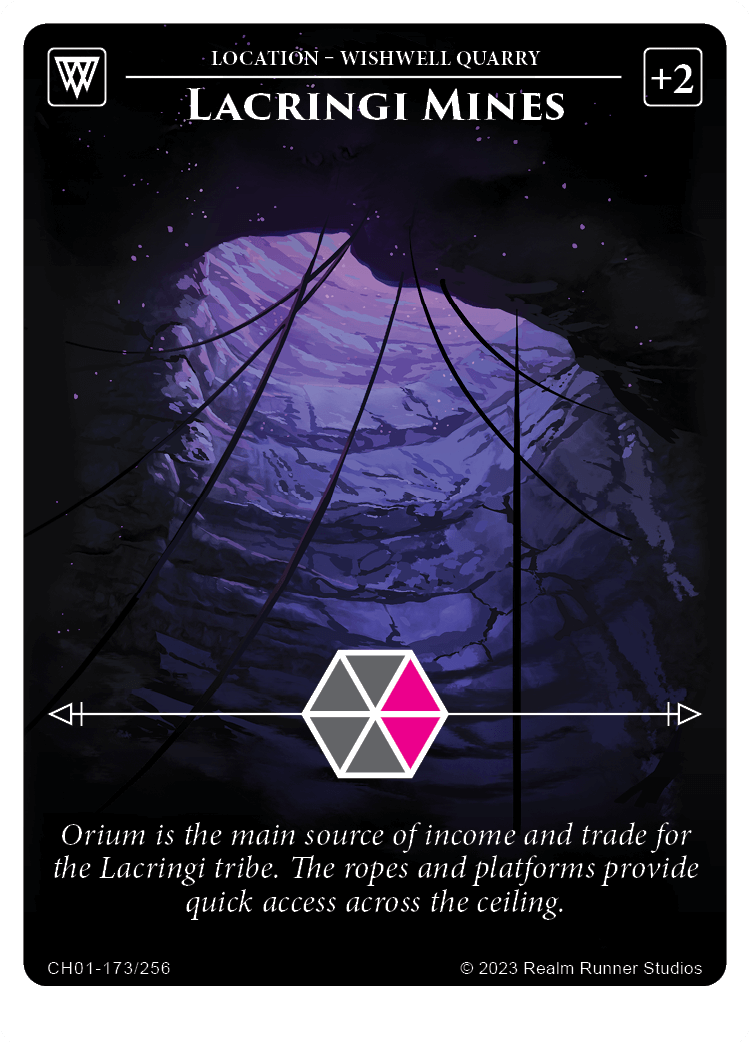 LOCATION – WISHWELL QUARRY
+2
LACRINGI MINES
Orium is the main source of income and trade for
the Lacringi tribe. The ropes and platforms provide
quick access across the ceiling.
CH01-173/256
© 2023 Realm Runner Studios